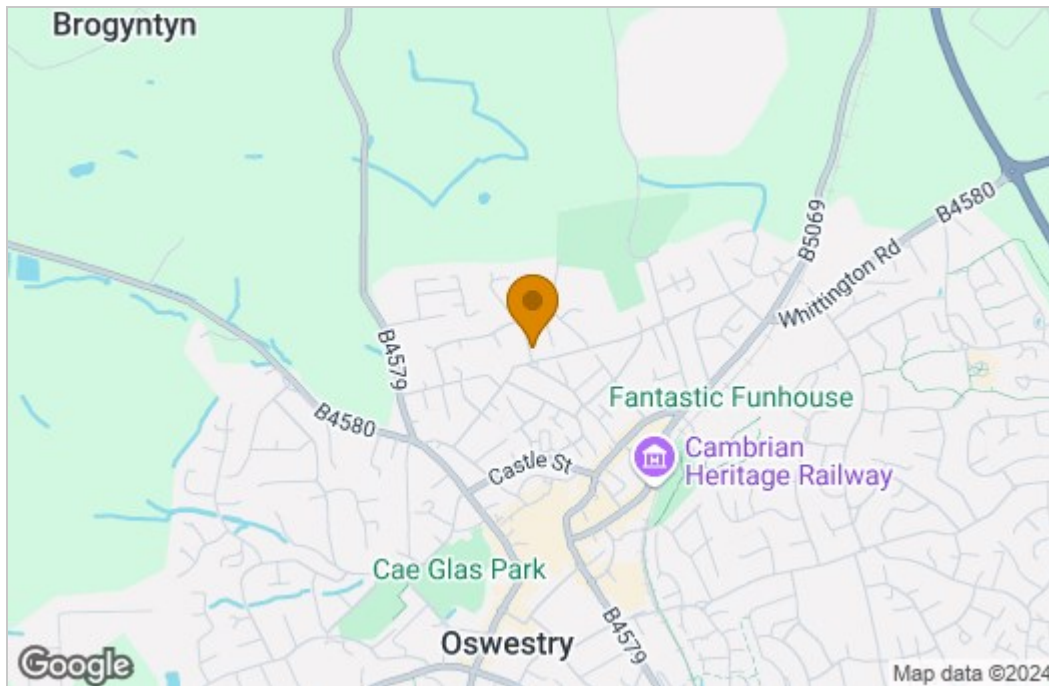 Brogyntyn
B4580
B5069
Whittington Rd
B4579
Fantastic Funhouse
B4580
Castle St
Cambrian
Heritage Railway
Cae Glas Park
B4579
Oswestry
Google
Map data ©2024